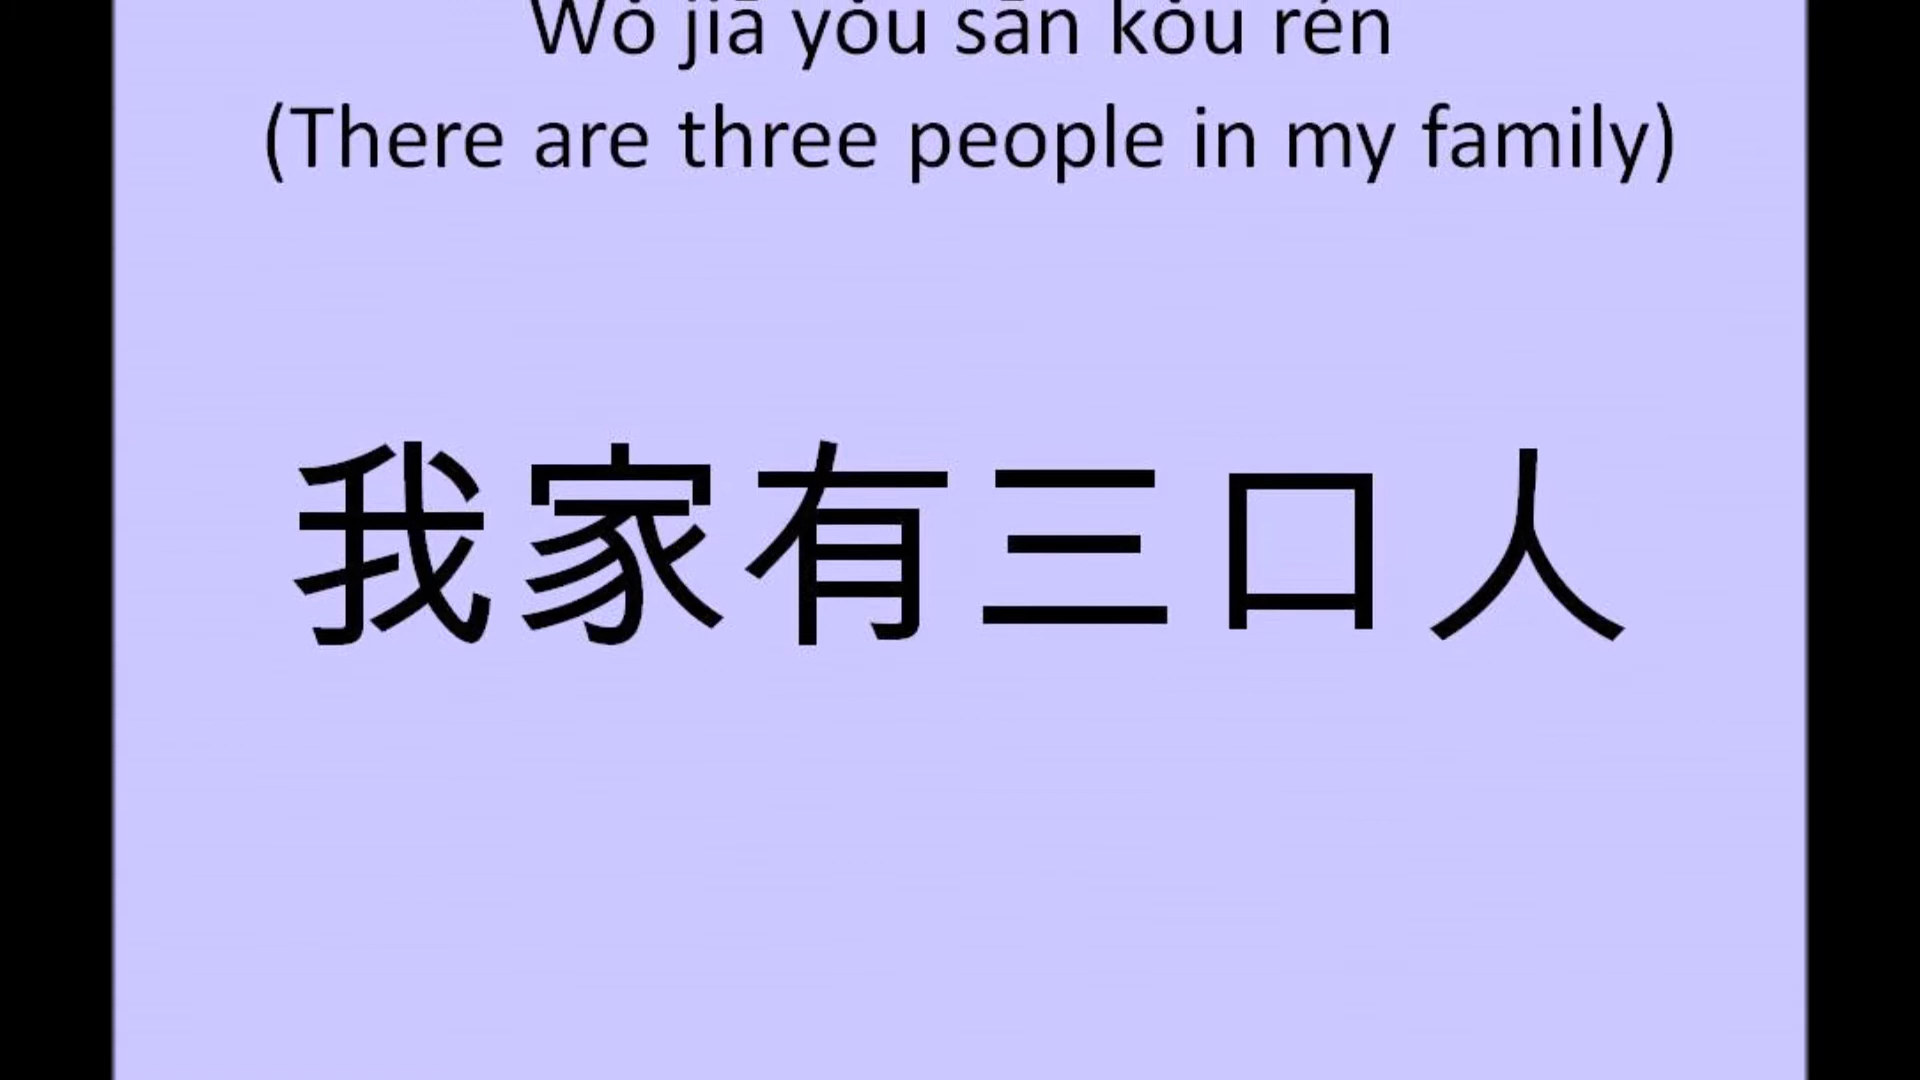 Wǒ jiā yǒu sān kǒu rén
(There are three people in my family)
我家有三口人